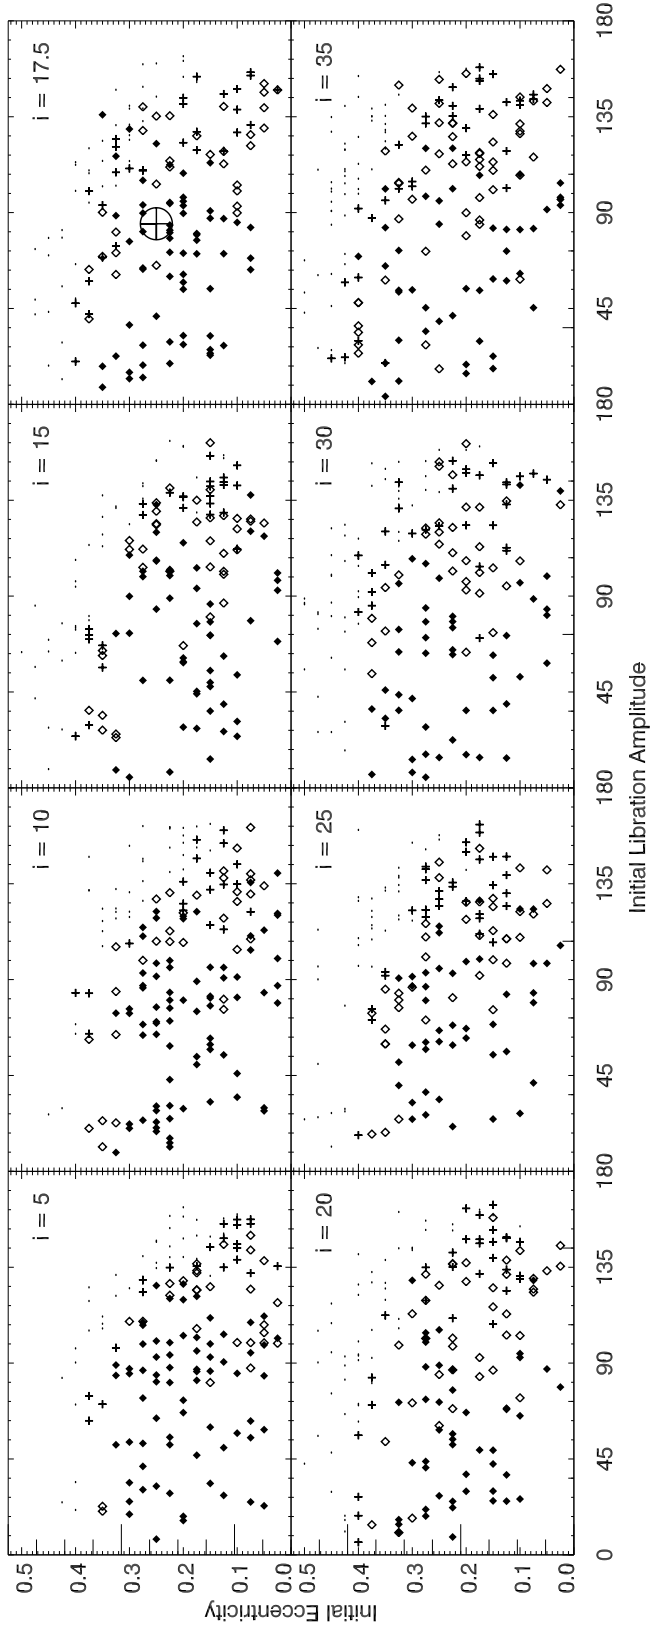 i = 5
i = 10
i = 15
i = 17.5
0.5
0.4
0.3
0.2
0.1
0.0
Initial Eccentricity
i = 20
i = 25
i = 30
i = 35
0.5
0.4
0.3
0.2
0.1
0.0
0 45 90 135 180 45 90 135 180 45 90 135 180 45 90 135 180
Initial Libration Amplitude